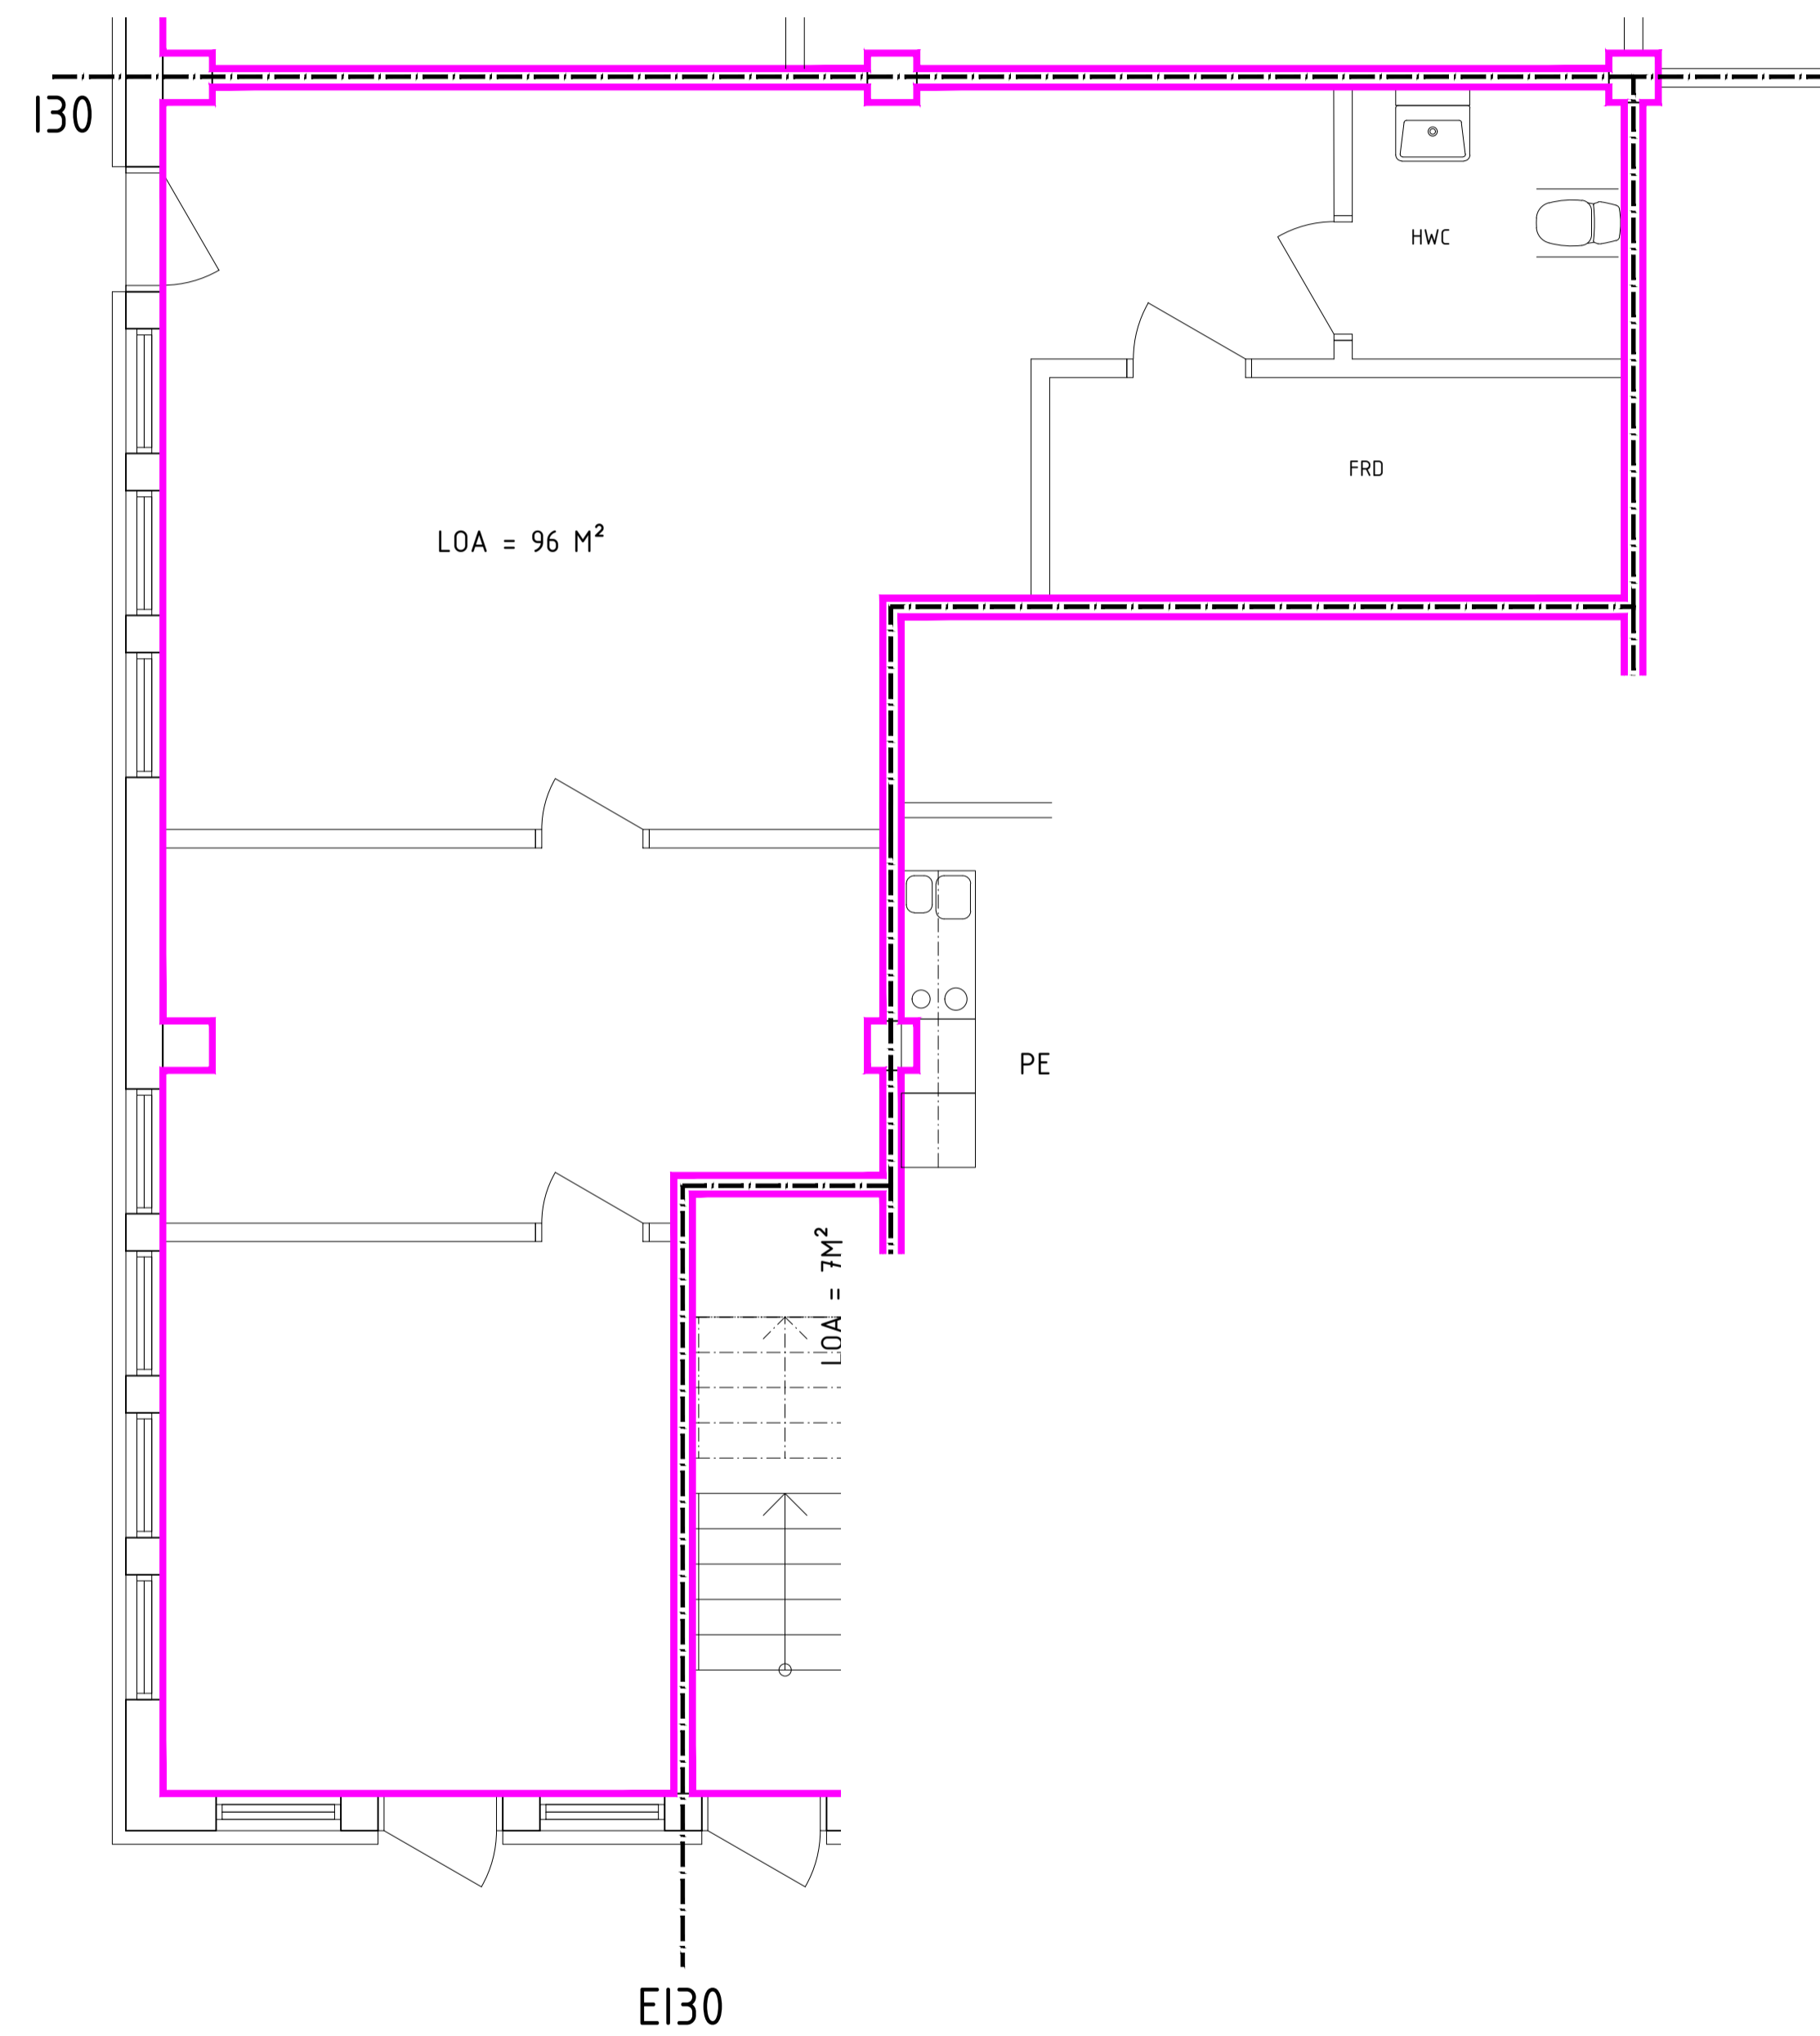 I30
HWC
FRD
LOA = 96 M²
PE
LOA = 7M²
EI30